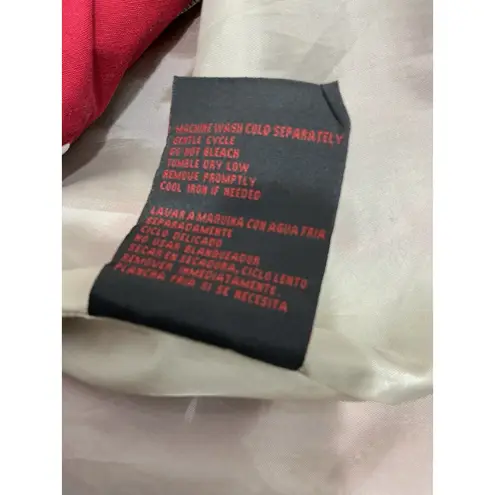 MACHINE WASH COLD SEPARATELY
GENTLE CYCLE
DO NOT BLEACH
TUMBLE DRY LOW
REMOVE PROMPTLY
COOL IRON IF NEEDED
LAVAR A MAQUINA CON AGUA FRIA
SEPARADAMENTE
CICLO DELICADO
NO USAR BLANQUEADOR
SECAR EN SECADORA, CICLO LENTO
REMOVER INMEDIATAMENTE
PLANCHA FRIA SI SE NECESITA